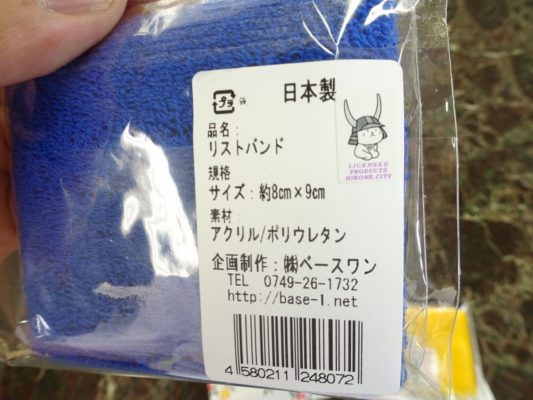 日本製
プラ
品名：
リストバンド
規格
サイズ：約8cm×9cm
素材：
アクリル/ポリウレタン
企画制作：㈱ベースワン
TEL 0749-26-1732
http://base-1.net
4 580211 248072
LICENSED
PRODUCTS
HIKONE.CITY